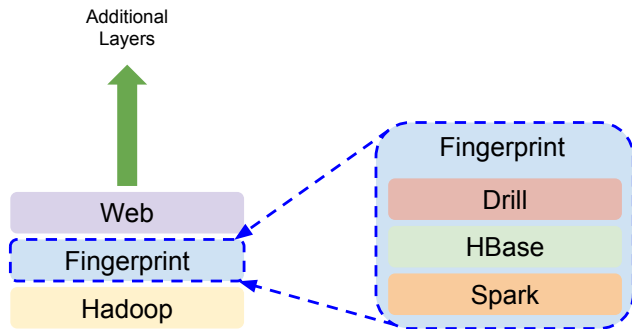 Additional
Layers
Web
Fingerprint
Hadoop
Fingerprint
Drill
HBase
Spark